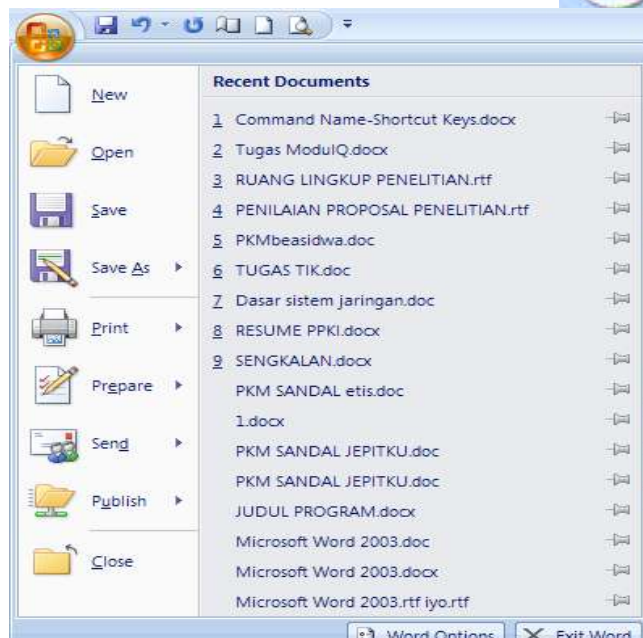 New
Open
Save
Save As
Print
Prepare
Send
Publish
Close
Recent Documents
1 Command Name-Shortcut Keys.docx
2 Tugas ModulQ.docx
3 RUANG LINGKUP PENELITIAN.rtf
4 PENILAIAN PROPOSAL PENELITIAN.rtf
5 PKMbeasidwa.doc
6 TUGAS TIK.doc
7 Dasar sistem jaringan.doc
8 RESUME PPKI.docx
9 SENGKALAN.docx
PKM SANDAL etis.doc
1.docx
PKM SANDAL JEPITKU.doc
PKM SANDAL JEPITKU.doc
JUDUL PROGRAM.docx
Microsoft Word 2003.doc
Microsoft Word 2003.docx
Microsoft Word 2003.rtf iyo.rtf
Word Options
Exit Word